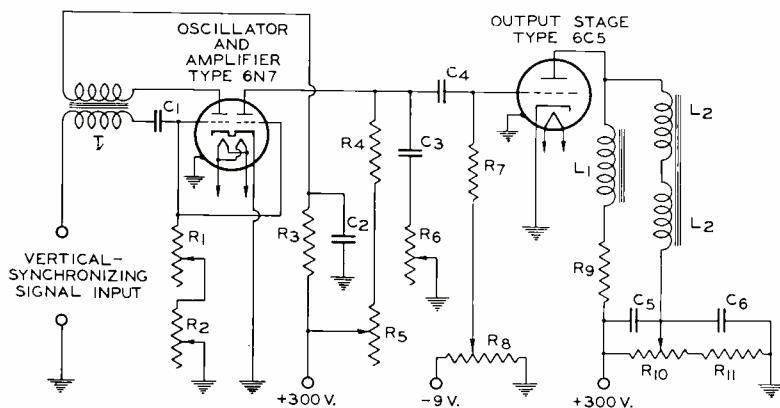 OSCILLATOR
AND
AMPLIFIER
TYPE 6N7
OUTPUT STAGE
TYPE 6C5
C1
C4
T
R4
C3
R7
L1
L2
L2
R1
R3
C2
R6
R9
VERTICAL-
SYNCHRONIZING
SIGNAL INPUT
R2
R5
R8
C5
C6
R10
R11
+300 V.
-9 V.
+300 V.